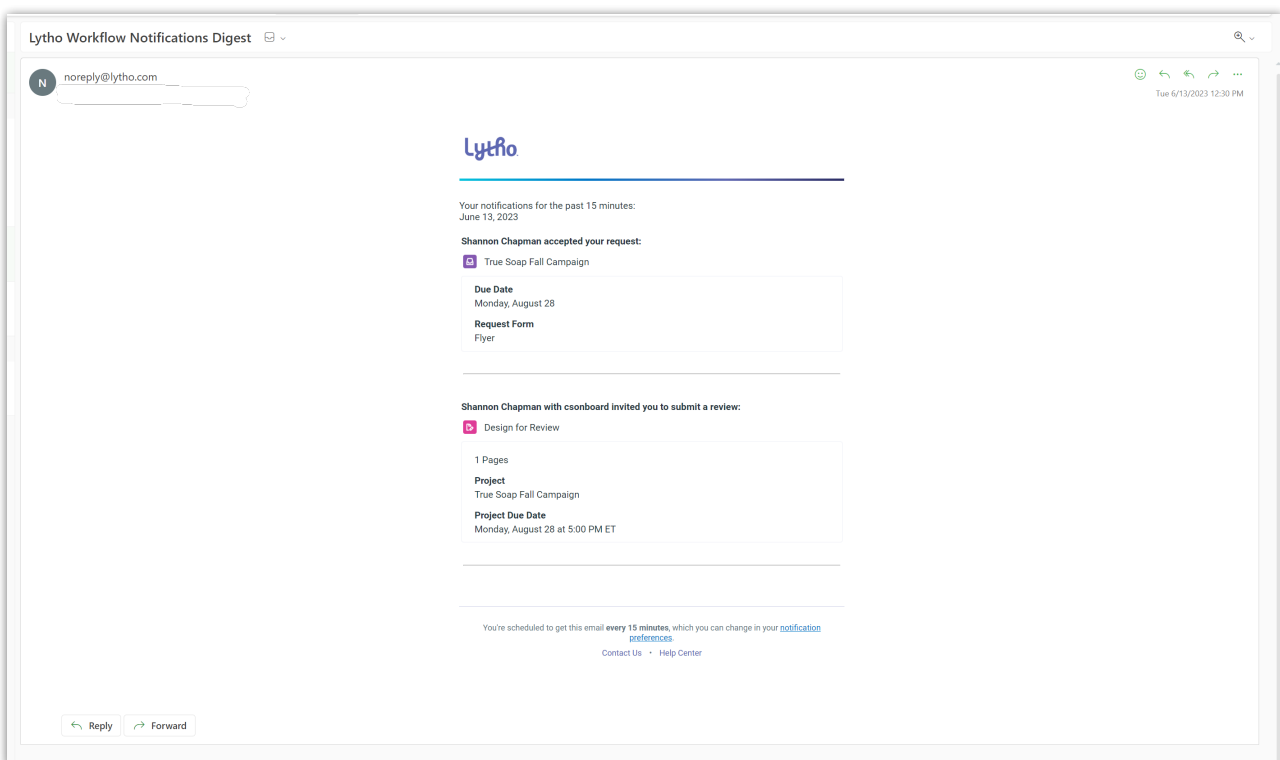 Lytho Workflow Notifications Digest
N
noreply@lytho.com
Tue 6/13/2023 12:30 PM
Lytho
Your notifications for the past 15 minutes:
June 13, 2023
Shannon Chapman accepted your request:
True Soap Fall Campaign
Due Date
Monday, August 28
Request Form
Flyer
Shannon Chapman with csonboard invited you to submit a review:
Design for Review
1 Pages
Project
True Soap Fall Campaign
Project Due Date
Monday, August 28 at 5:00 PM ET
You're scheduled to get this email every 15 minutes, which you can change in your notification
preferences.
Contact Us • Help Center
Reply Forward